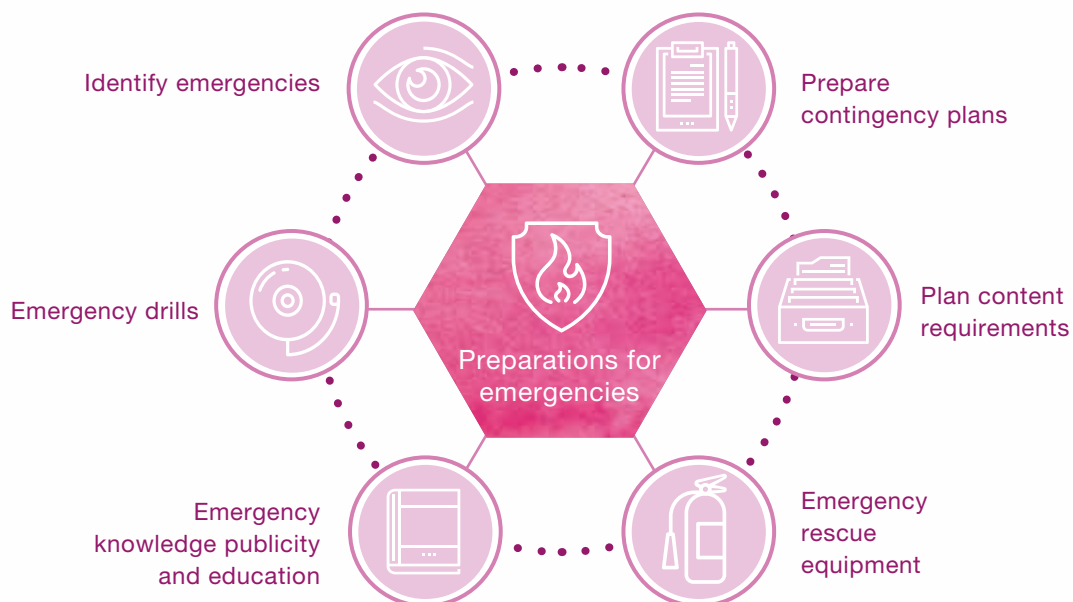 Identify emergencies
Prepare
contingency plans
Emergency drills
Plan content
requirements
Preparations for
emergencies
Emergency
knowledge publicity
and education
Emergency
rescue
equipment